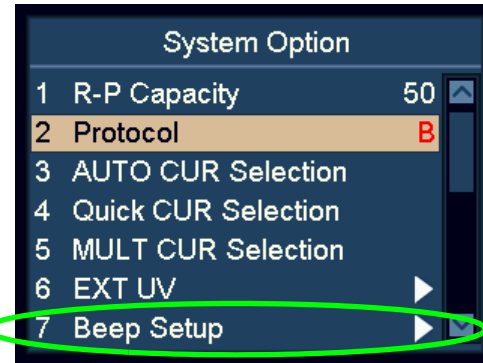 System Option
1 R-P Capacity 50
2 Protocol B
3 AUTO CUR Selection
4 Quick CUR Selection
5 MULT CUR Selection
6 EXT UV
7 Beep Setup